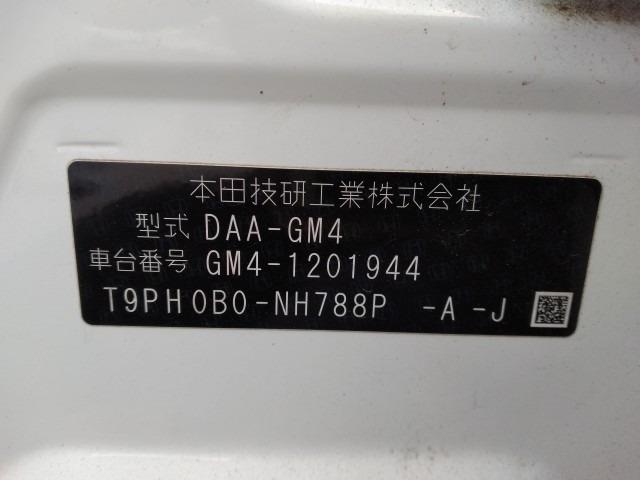 本田技研工業株式会社
型式 DAA-GM4
車台番号 GM4-1201944
T9PH0B0-NH788P -A -J